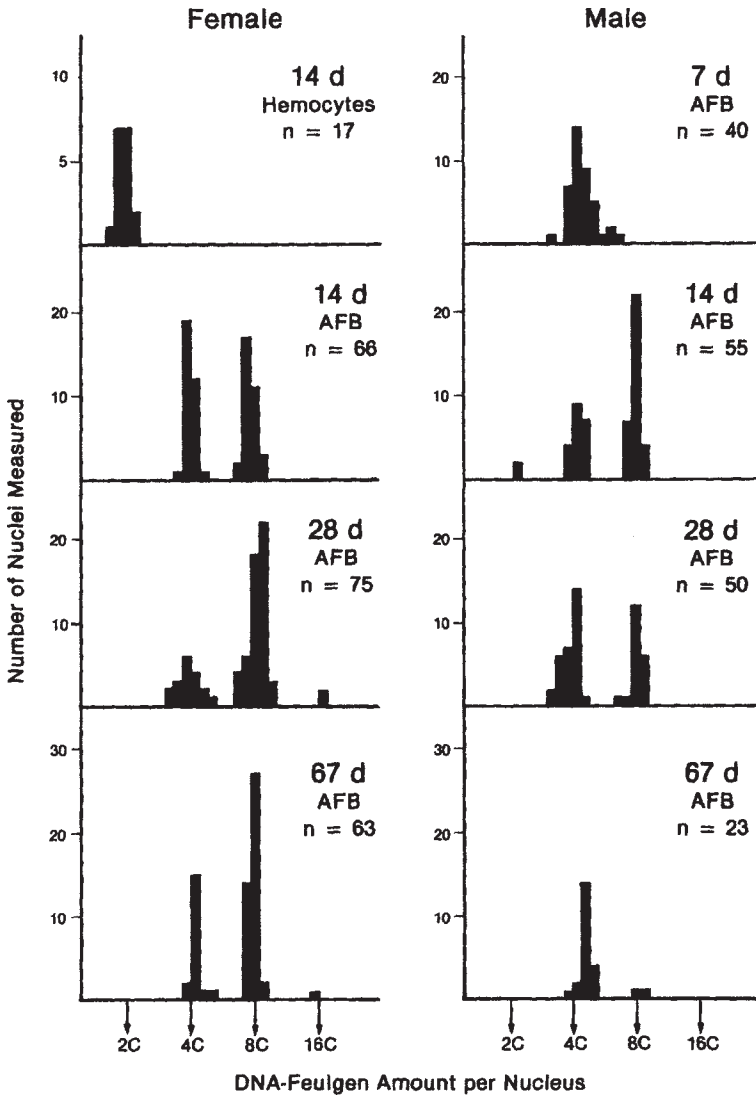 Female
Male
14 d
Hemocytes
n = 17
10
5
7 d
AFB
n = 40
20
10
14 d
AFB
n = 66
20
10
14 d
AFB
n = 55
20
10
28 d
AFB
n = 75
20
10
28 d
AFB
n = 50
20
10
67 d
AFB
n = 63
30
20
10
67 d
AFB
n = 23
30
20
10
2C 4C 8C 16C
2C 4C 8C 16C
Number of Nuclei Measured
DNA-Feulgen Amount per Nucleus